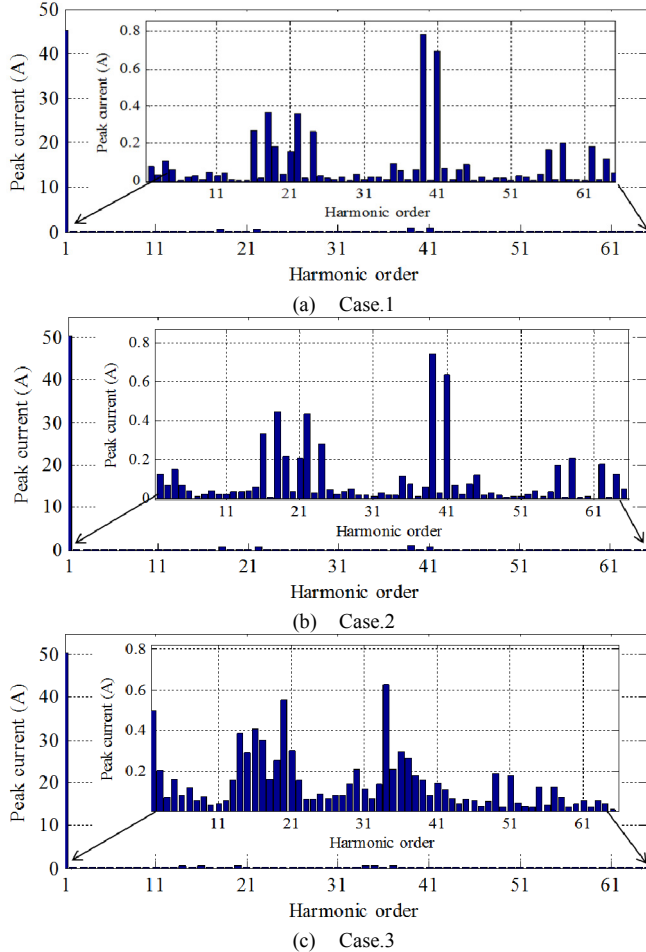 50
40
30
20
10
0
Peak current (A)
0.8
0.6
0.4
0.2
0
Peak current (A)
11 21 31 41 51 61
Harmonic order
1 11 21 31 41 51 61
Harmonic order
(a) Case.1
50
40
30
20
10
0
Peak current (A)
0.8
0.6
0.4
0.2
0
Peak current (A)
11 21 31 41 51 61
Harmonic order
1 11 21 31 41 51 61
Harmonic order
(b) Case.2
50
40
30
20
10
0
Peak current (A)
0.8
0.6
0.4
0.2
Peak current (A)
11 21 31 41 50 61
Harmonic order
1 11 21 31 41 51 61
Harmonic order
(c) Case.3